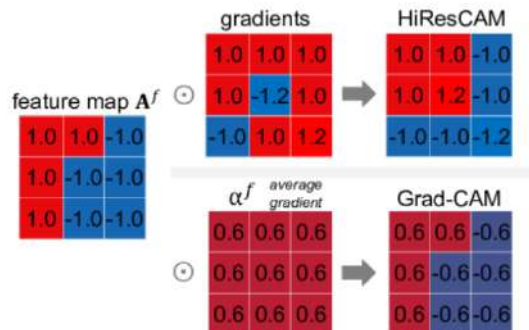 gradients
1.0 1.0 1.0
1.0 -1.2 1.0
-1.0 1.0 1.2
HiResCAM
1.0 1.0 -1.0
1.0 1.2 -1.0
-1.0 -1.0 -1.2
feature map A^f
1.0 1.0 -1.0
1.0 -1.0 -1.0
1.0 -1.0 -1.0
α^f average
gradient
0.6 0.6 0.6
0.6 0.6 0.6
0.6 0.6 0.6
Grad-CAM
0.6 0.6 -0.6
0.6 -0.6 -0.6
0.6 -0.6 -0.6